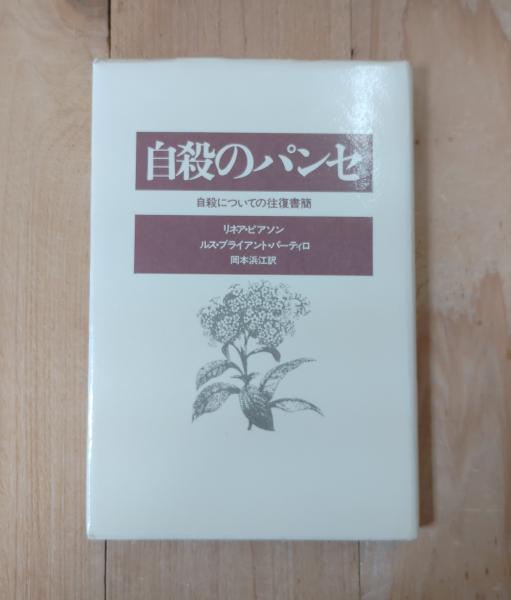 自殺のパンセ
自殺についての往復書簡
リネア・ピアソン
ルス・ブライアント・パーティロ
岡本浜江訳